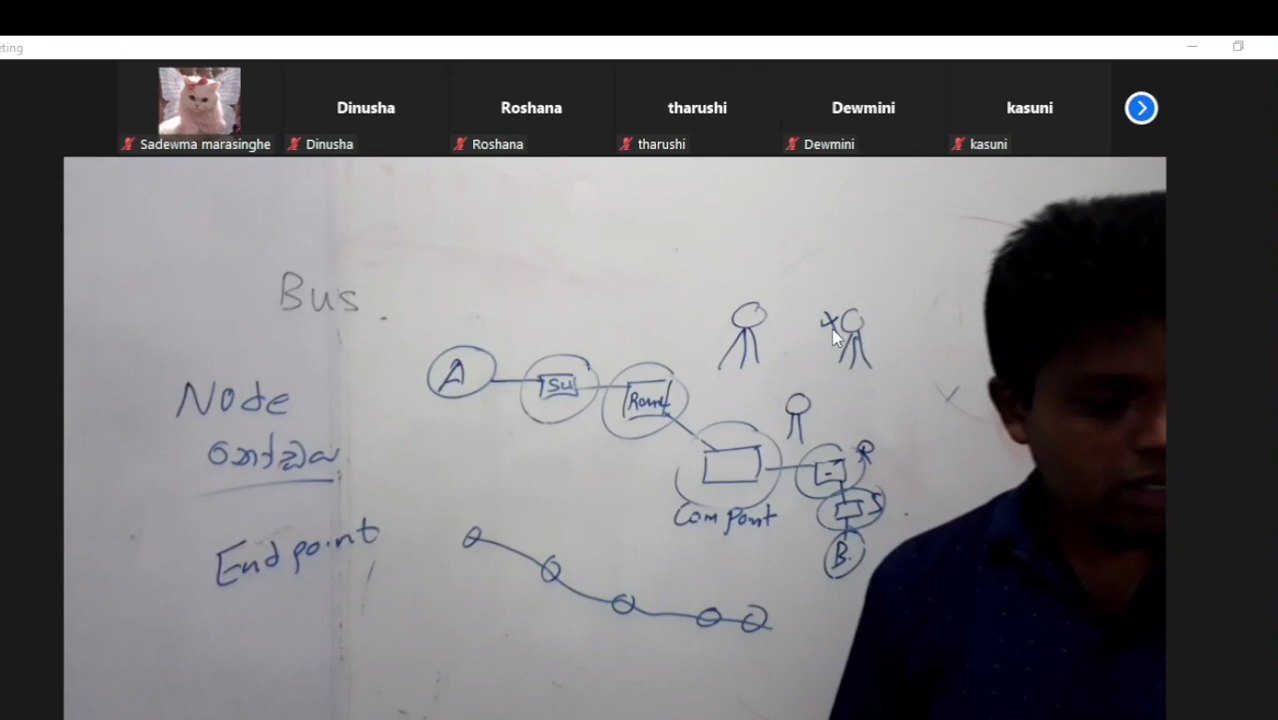 eting
Dinusha
Roshana
tharushi
Dewmini
kasuni
Sadewma marasinghe
Dinusha
Roshana
tharushi
Dewmini
kasuni
Bus.
A
SW
Rout
Node
නෝඩය
R
S
Com Point
B
Endpoint